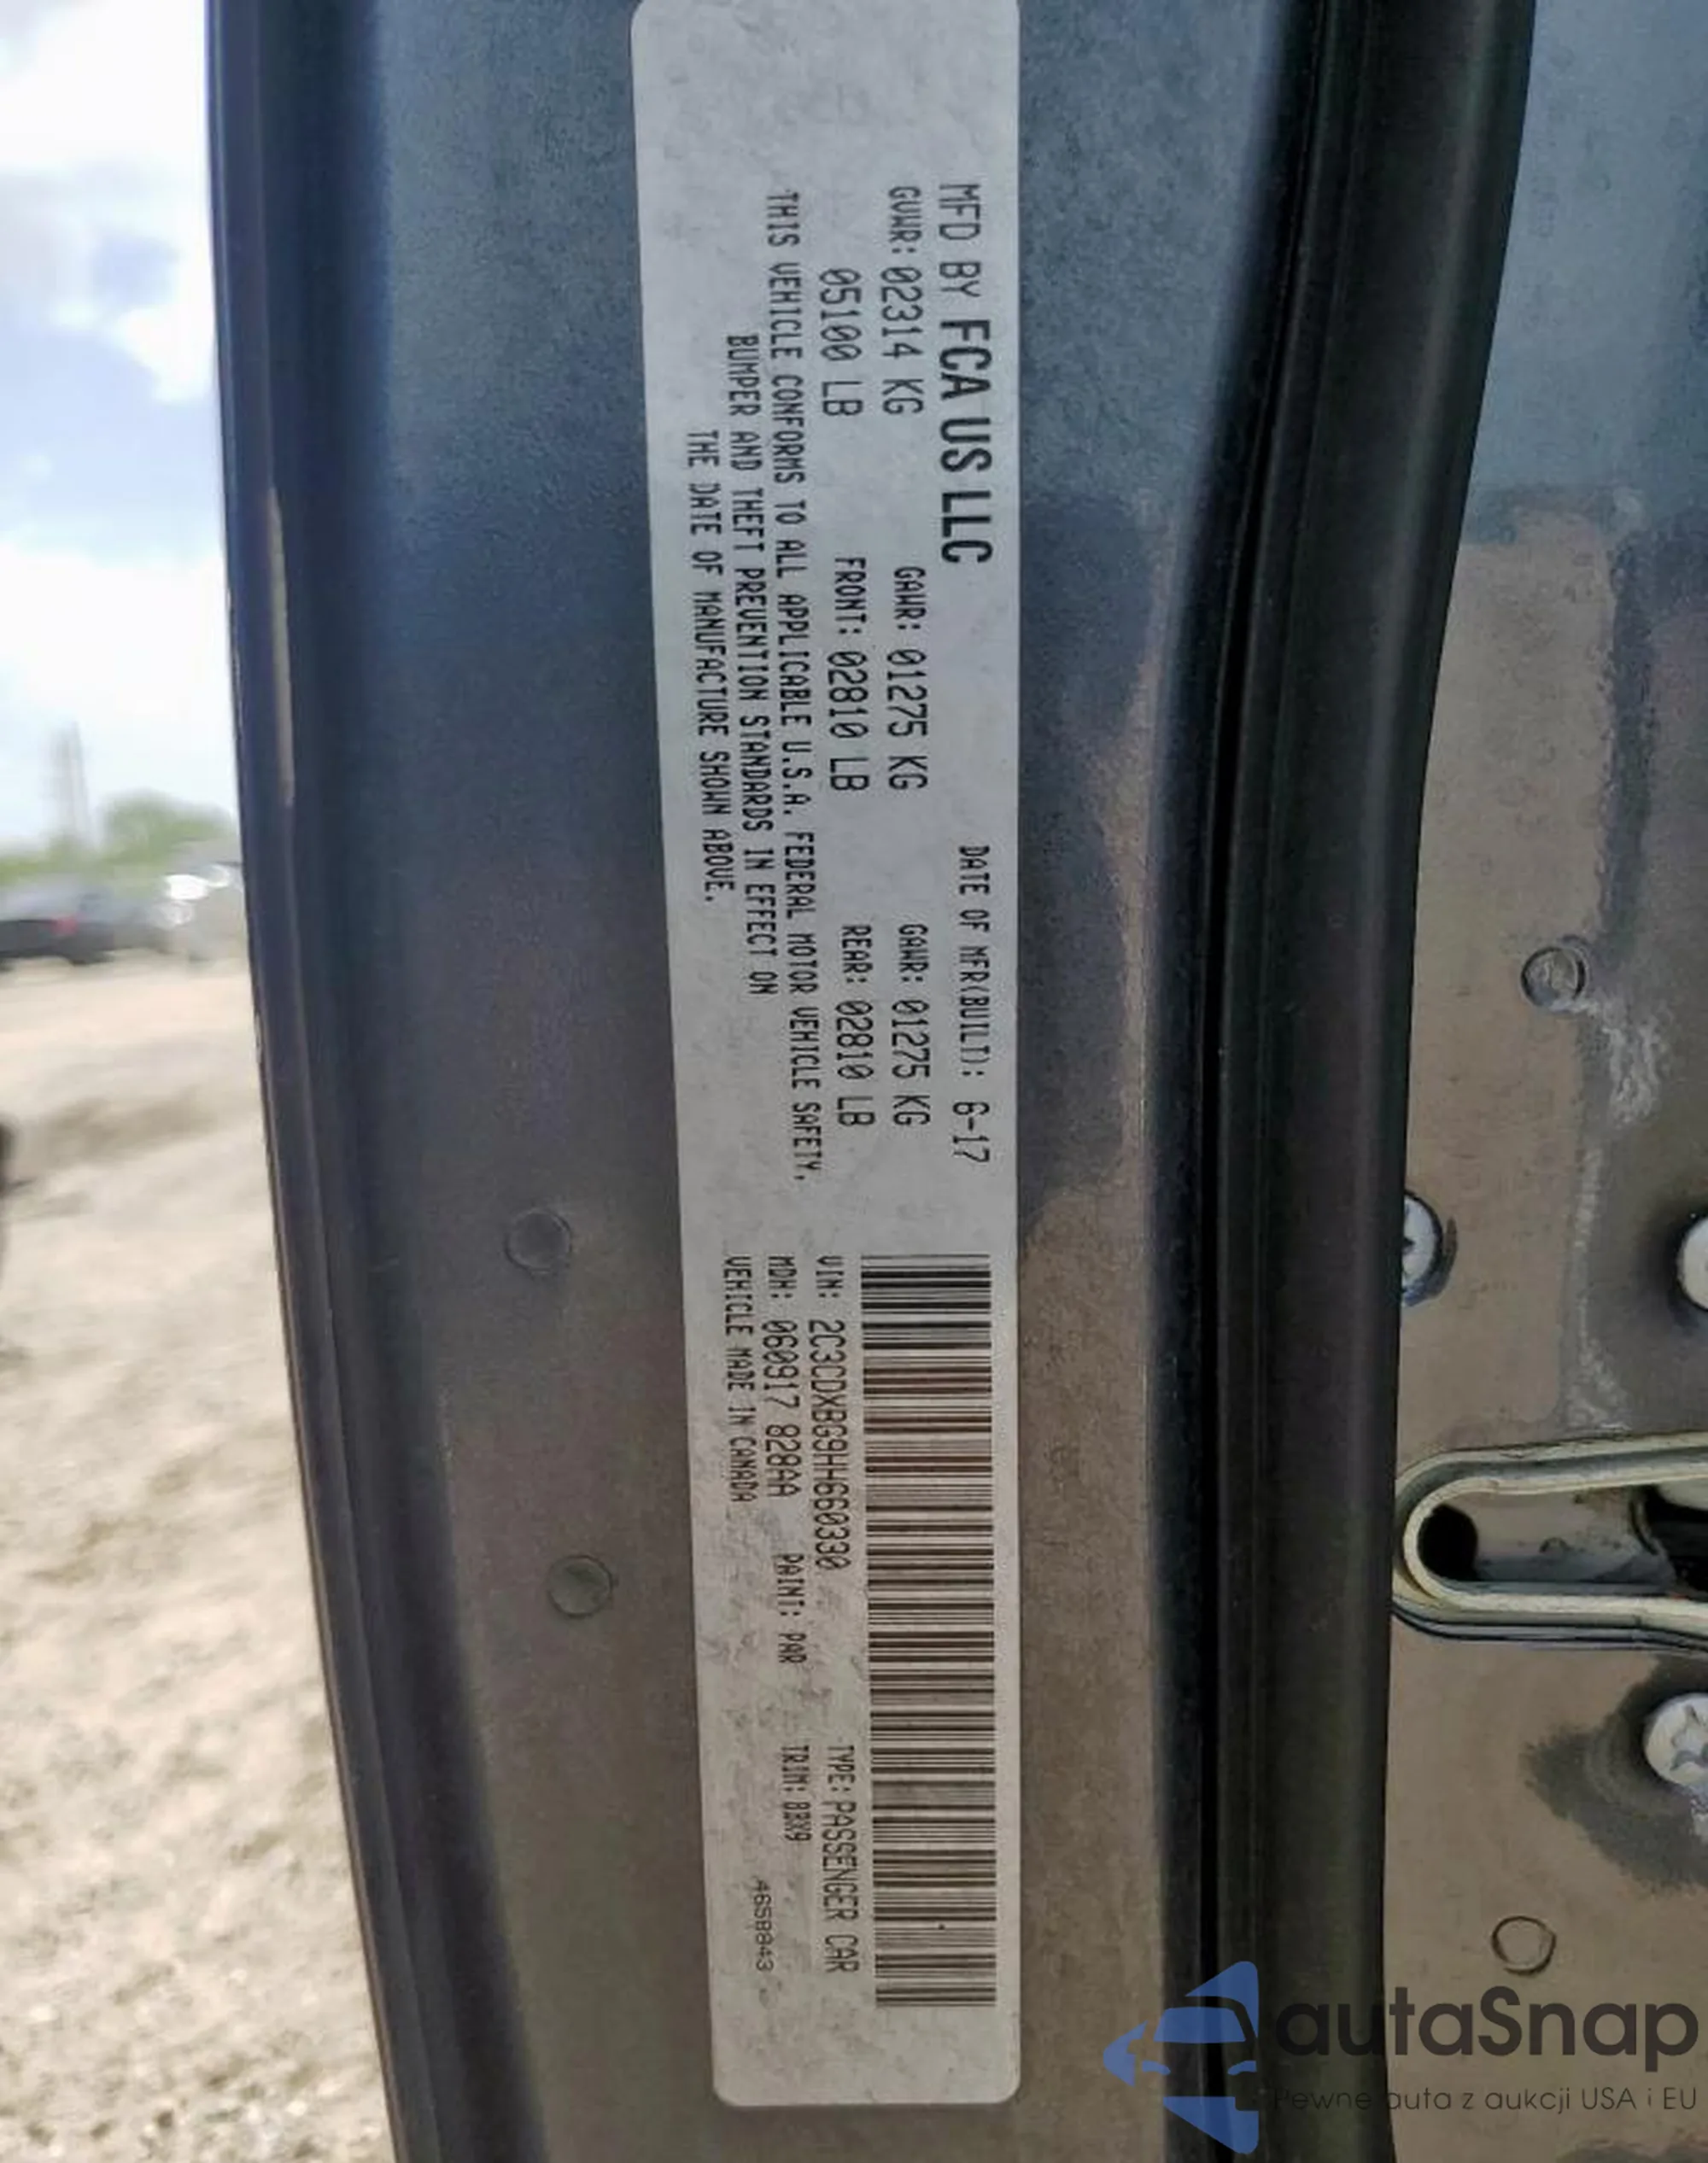 MFD BY FCA US LLC
DATE OF MFR(BUILT): 6-17
GVWR: 02314 KG
GAWR: 01275 KG
GAWR: 01275 KG
05100 LB
FRONT: 02810 LB
REAR: 02810 LB
THIS VEHICLE CONFORMS TO ALL APPLICABLE U.S.A. FEDERAL MOTOR VEHICLE SAFETY,
BUMPER AND THEFT PREVENTION STANDARDS IN EFFECT ON
THE DATE OF MANUFACTURE SHOWN ABOVE.
VIN: 2C3CDXBG9HH660330
TYPE: PASSENGER CAR
MDH: 060917 828AA
PAINT: PAR
TRIM:
VEHICLE MADE IN CANADA
autaSnap
Pewne auta z aukcji USA i EU